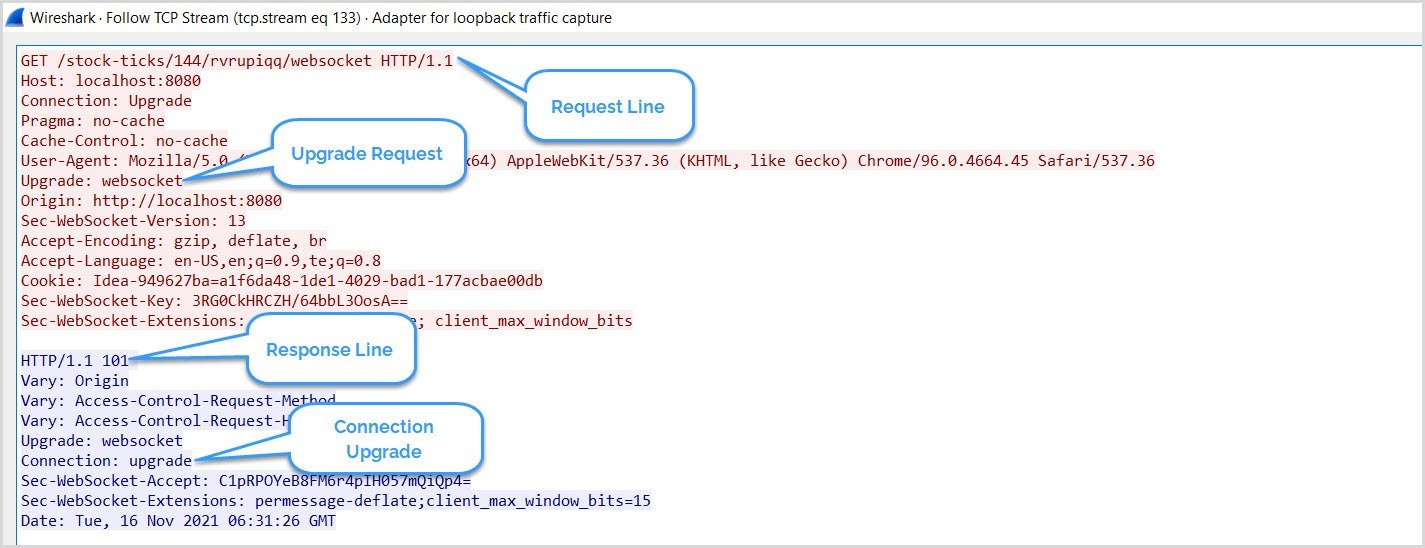 Wireshark · Follow TCP Stream (tcp.stream eq 133) · Adapter for loopback traffic capture
GET /stock-ticks/144/rvrupiqq/websocket HTTP/1.1
Request Line
Host: localhost:8080
Connection: Upgrade
Pragma: no-cache
Cache-Control: no-cache
Upgrade Request
User-Agent: Mozilla/5.0 x64) AppleWebKit/537.36 (KHTML, like Gecko) Chrome/96.0.4664.45 Safari/537.36
Upgrade: websocket
Origin: http://localhost:8080
Sec-WebSocket-Version: 13
Accept-Encoding: gzip, deflate, br
Accept-Language: en-US,en;q=0.9,te;q=0.8
Cookie: Idea-949627ba=a1f6da48-1de1-4029-bad1-177acbae00db
Sec-WebSocket-Key: 3RG0CkHRCZH/64bbL3OosA==
Sec-WebSocket-Extensions: ; client_max_window_bits
Response Line
HTTP/1.1 101
Vary: Origin
Vary: Access-Control-Request-Method
Vary: Access-Control-Request-H
Connection
Upgrade
Upgrade: websocket
Connection: upgrade
Sec-WebSocket-Accept: C1pRPOYeB8FM6r4pIH057mQiQp4=
Sec-WebSocket-Extensions: permessage-deflate;client_max_window_bits=15
Date: Tue, 16 Nov 2021 06:31:26 GMT